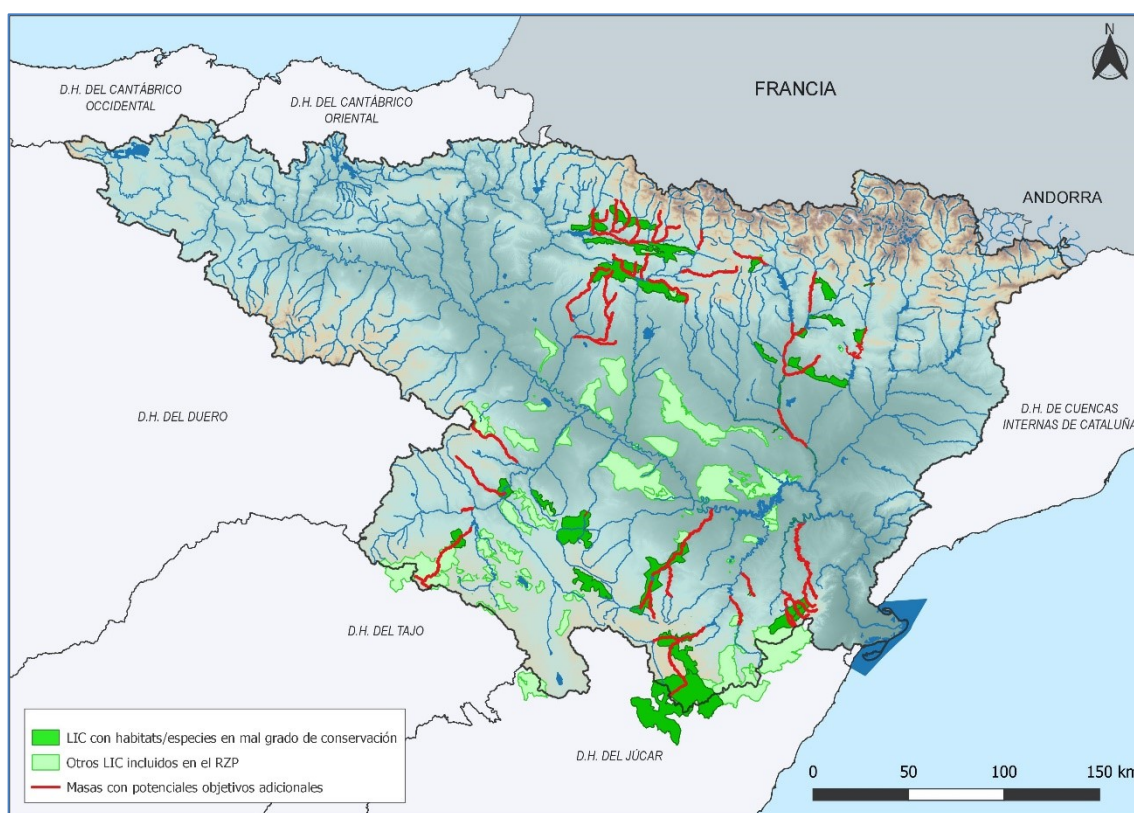 N
D.H. DEL CANTÁBRICO
OCCIDENTAL
D.H. DEL CANTÁBRICO
ORIENTAL
FRANCIA
ANDORRA
D.H. DEL DUERO
D.H. DE CUENCAS
INTERNAS DE CATALUÑA
D.H. DEL TAJO
D.H. DEL JÚCAR
LIC con habitats/especies en mal grado de conservación
Otros LIC incluidos en el RZP
Masas con potenciales objetivos adicionales
0 50 100 150 km